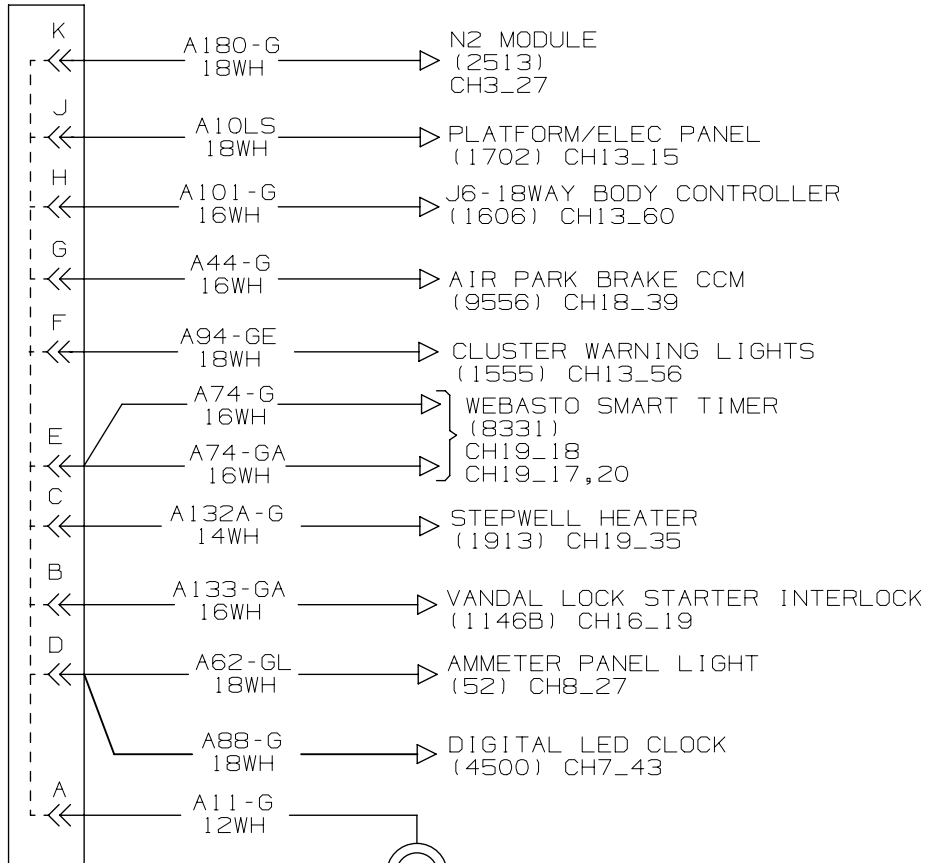 K
A180-G
18WH
N2 MODULE
(2513)
CH3_27
J
A10LS
18WH
PLATFORM/ELEC PANEL
(1702) CH13_15
H
A101-G
16WH
J6-18WAY BODY CONTROLLER
(1606) CH13_60
G
A44-G
16WH
AIR PARK BRAKE CCM
(9556) CH18_39
F
A94-GE
18WH
CLUSTER WARNING LIGHTS
(1555) CH13_56
A74-G
16WH
E
A74-GA
16WH
WEBASTO SMART TIMER
(8331)
CH19_18
CH19_17,20
C
A132A-G
14WH
STEPWELL HEATER
(1913) CH19_35
B
A133-GA
16WH
VANDAL LOCK STARTER INTERLOCK
(1146B) CH16_19
D
A62-GL
18WH
AMMETER PANEL LIGHT
(52) CH8_27
A88-G
18WH
DIGITAL LED CLOCK
(4500) CH7_43
A
A11-G
12WH